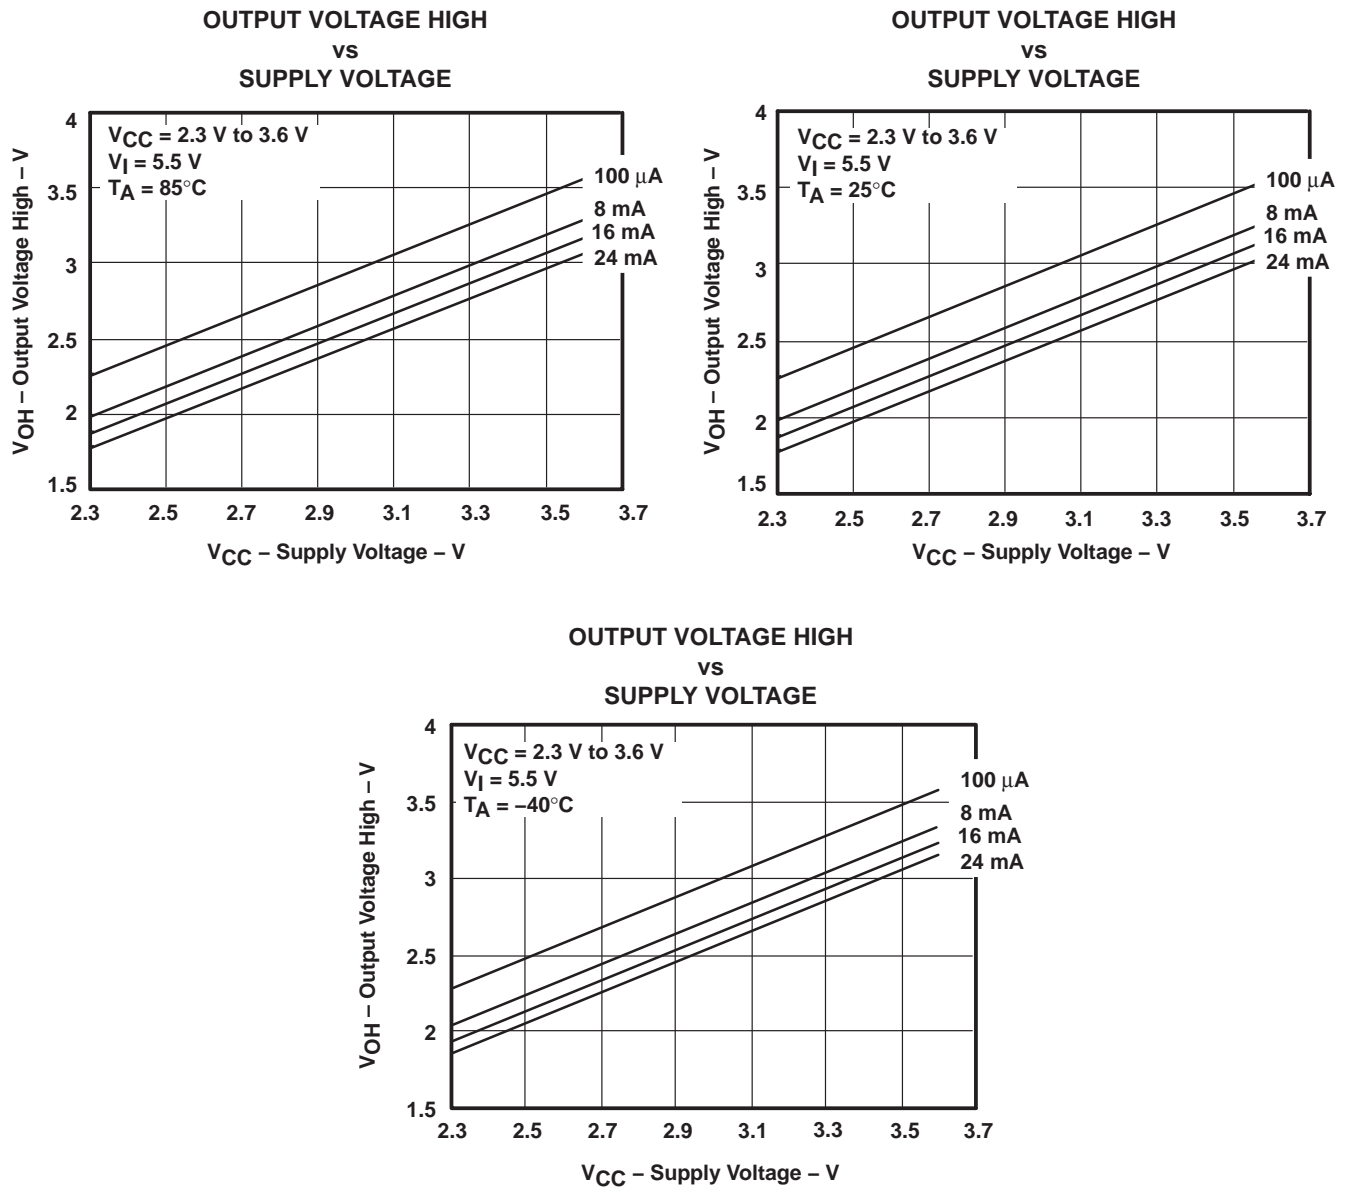 OUTPUT VOLTAGE HIGH
vs
SUPPLY VOLTAGE
4
3.5
3
2.5
2
1.5
VOH – Output Voltage High – V
VCC = 2.3 V to 3.6 V
VI = 5.5 V
TA = 85°C
100 μA
8 mA
16 mA
24 mA
2.3 2.5 2.7 2.9 3.1 3.3 3.5 3.7
VCC – Supply Voltage – V
OUTPUT VOLTAGE HIGH
vs
SUPPLY VOLTAGE
4
3.5
3
2.5
2
1.5
VOH – Output Voltage High – V
VCC = 2.3 V to 3.6 V
VI = 5.5 V
TA = 25°C
100 μA
8 mA
16 mA
24 mA
2.3 2.5 2.7 2.9 3.1 3.3 3.5 3.7
VCC – Supply Voltage – V
OUTPUT VOLTAGE HIGH
vs
SUPPLY VOLTAGE
4
3.5
3
2.5
2
1.5
VOH – Output Voltage High – V
VCC = 2.3 V to 3.6 V
VI = 5.5 V
TA = –40°C
100 μA
8 mA
16 mA
24 mA
2.3 2.5 2.7 2.9 3.1 3.3 3.5 3.7
VCC – Supply Voltage – V